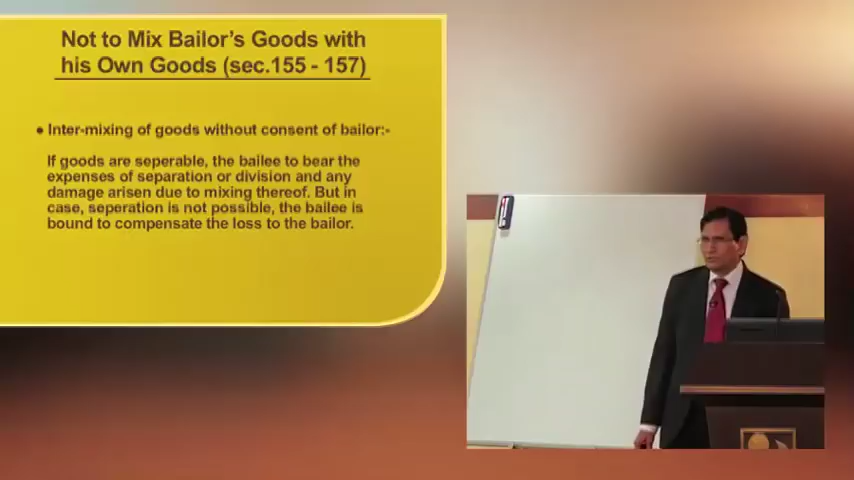 Not to Mix Bailor's Goods with
his Own Goods (sec.155 - 157)
• Inter-mixing of goods without consent of bailor:-
If goods are seperable, the bailee to bear the
expenses of separation or division and any
damage arisen due to mixing thereof. But in
case, seperation is not possible, the bailee is
bound to compensate the loss to the bailor.